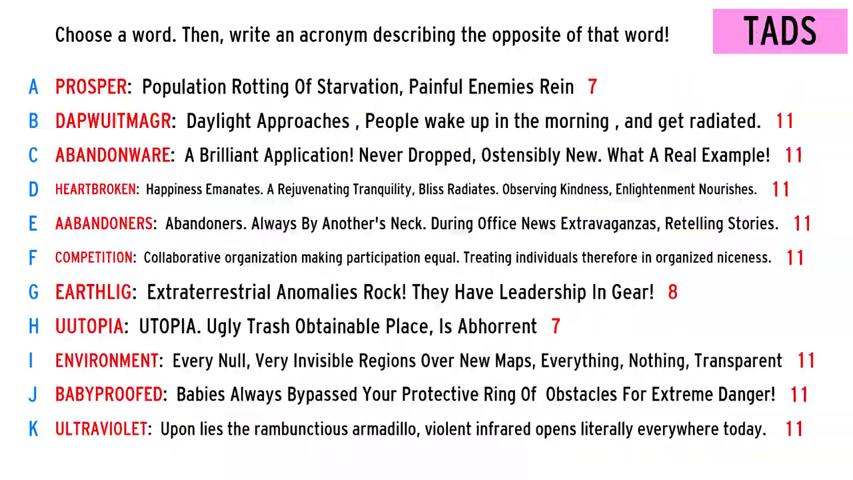 Choose a word. Then, write an acronym describing the opposite of that word!
TADS
A PROSPER: Population Rotting Of Starvation, Painful Enemies Rein 7
B DAPWUITMAGR: Daylight Approaches , People wake up in the morning , and get radiated. 11
C ABANDONWARE: A Brilliant Application! Never Dropped, Ostensibly New. What A Real Example! 11
D HEARTBROKEN: Happiness Emanates. A Rejuvenating Tranquility, Bliss Radiates. Observing Kindness, Enlightenment Nourishes. 11
E AABANDONERS: Abandoners. Always By Another's Neck. During Office News Extravaganzas, Retelling Stories. 11
F COMPETITION: Collaborative organization making participation equal. Treating individuals therefore in organized niceness. 11
G EARTHLIG: Extraterrestrial Anomalies Rock! They Have Leadership In Gear! 8
H UUTOPIA: UTOPIA. Ugly Trash Obtainable Place, Is Abhorrent 7
I ENVIRONMENT: Every Null, Very Invisible Regions Over New Maps, Everything, Nothing, Transparent 11
J BABYPROOFED: Babies Always Bypassed Your Protective Ring Of Obstacles For Extreme Danger! 11
K ULTRAVIOLET: Upon lies the rambunctious armadillo, violent infrared opens literally everywhere today. 11